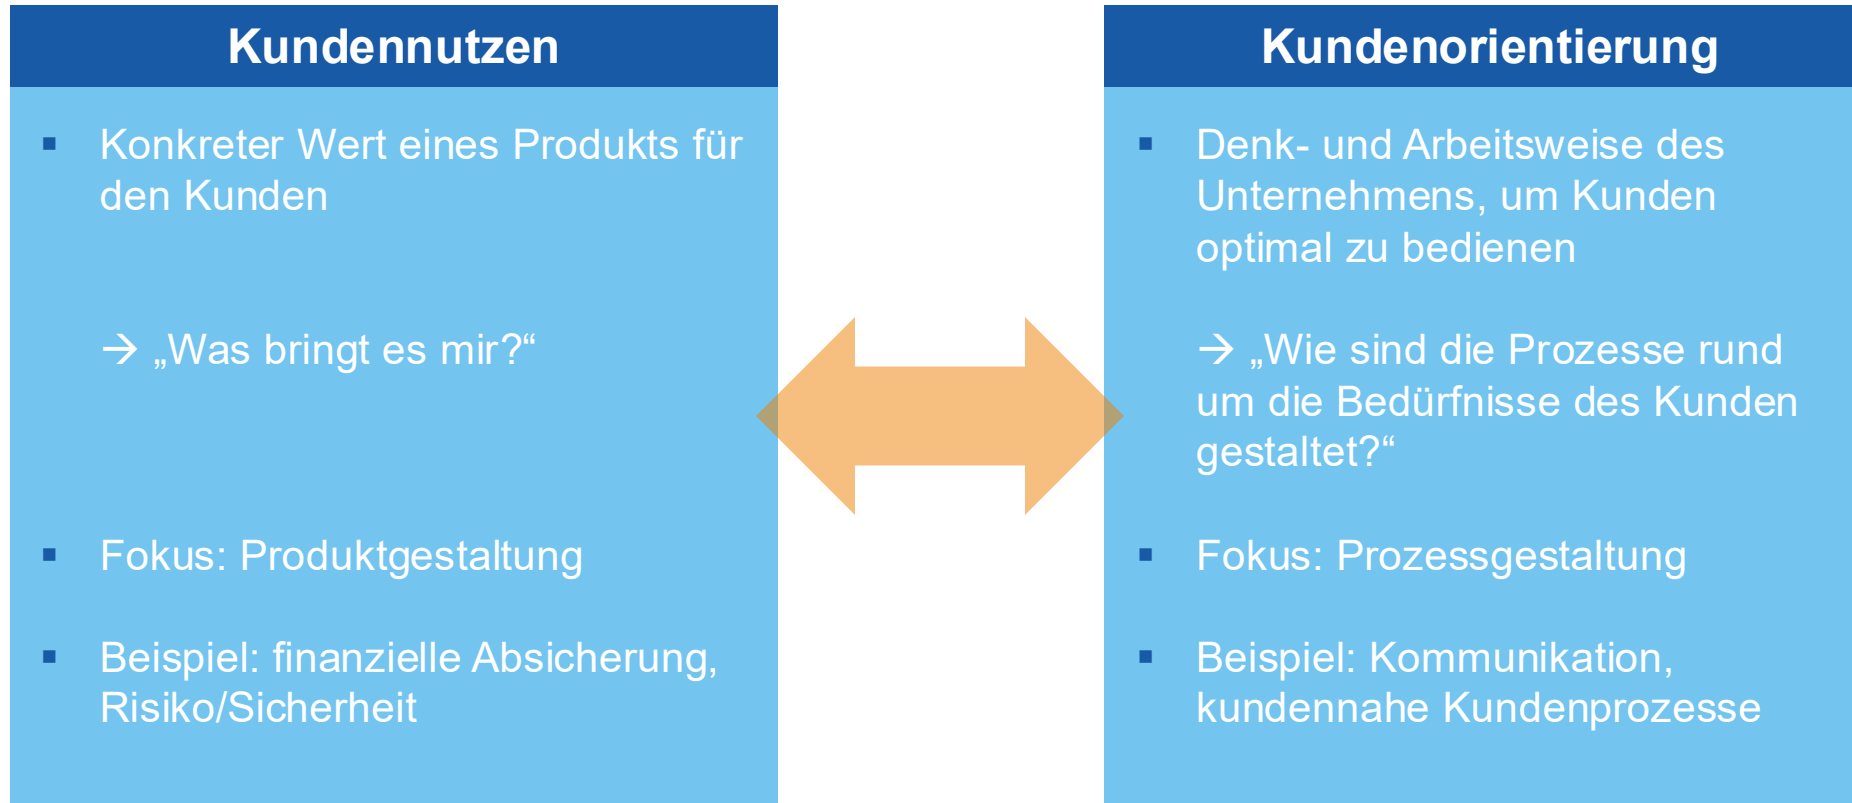 Kundennutzen
▪ Konkreter Wert eines Produkts für
den Kunden
→ „Was bringt es mir?“
▪ Fokus: Produktgestaltung
▪ Beispiel: finanzielle Absicherung,
Risiko/Sicherheit
Kundenorientierung
▪ Denk- und Arbeitsweise des
Unternehmens, um Kunden
optimal zu bedienen
→ „Wie sind die Prozesse rund
um die Bedürfnisse des Kunden
gestaltet?“
▪ Fokus: Prozessgestaltung
▪ Beispiel: Kommunikation,
kundennahe Kundenprozesse